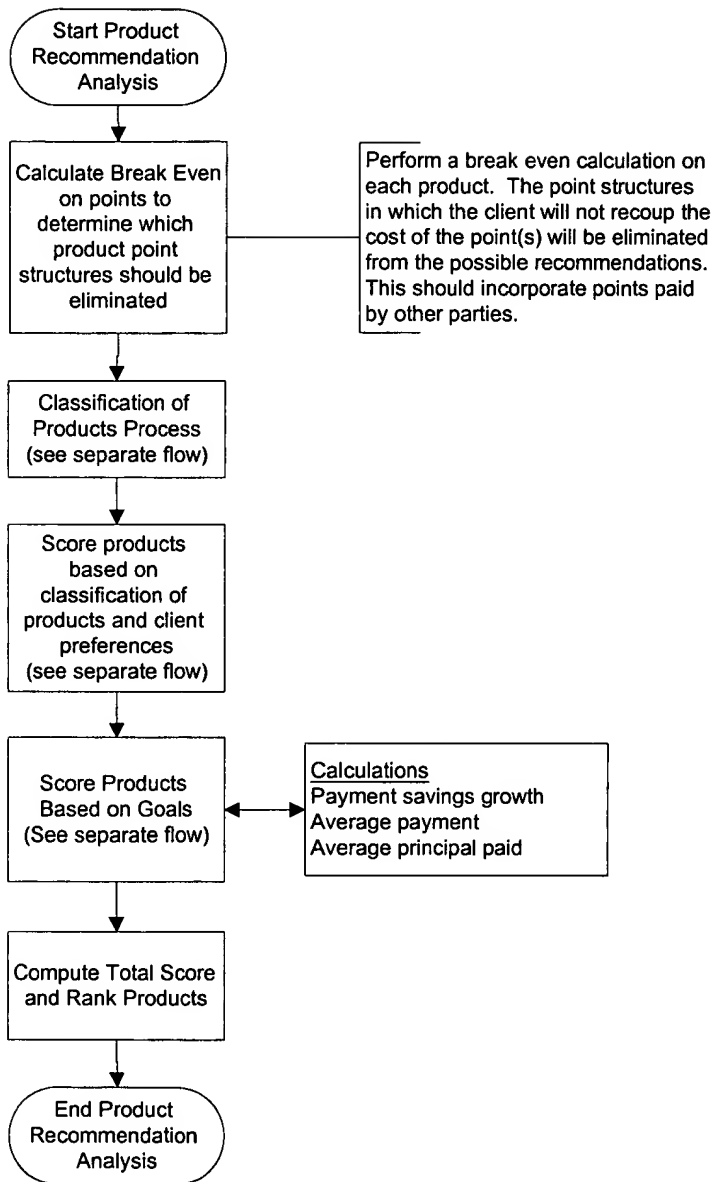 Start Product
Recommendation
Analysis
Calculate Break Even
on points to
determine which
product point
structures should be
eliminated
Perform a break even calculation on
each product. The point structures
in which the client will not recoup the
cost of the point(s) will be eliminated
from the possible recommendations.
This should incorporate points paid
by other parties.
Classification of
Products Process
(see separate flow)
Score products
based on
classification of
products and client
preferences
(see separate flow)
Score Products
Based on Goals
(See separate flow)
Calculations
Payment savings growth
Average payment
Average principal paid
Compute Total Score
and Rank Products
End Product
Recommendation
Analysis